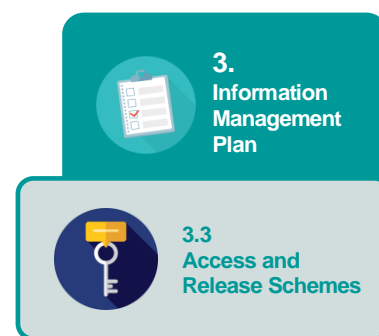 3.
Information
Management
Plan
3.3
Access and
Release Schemes